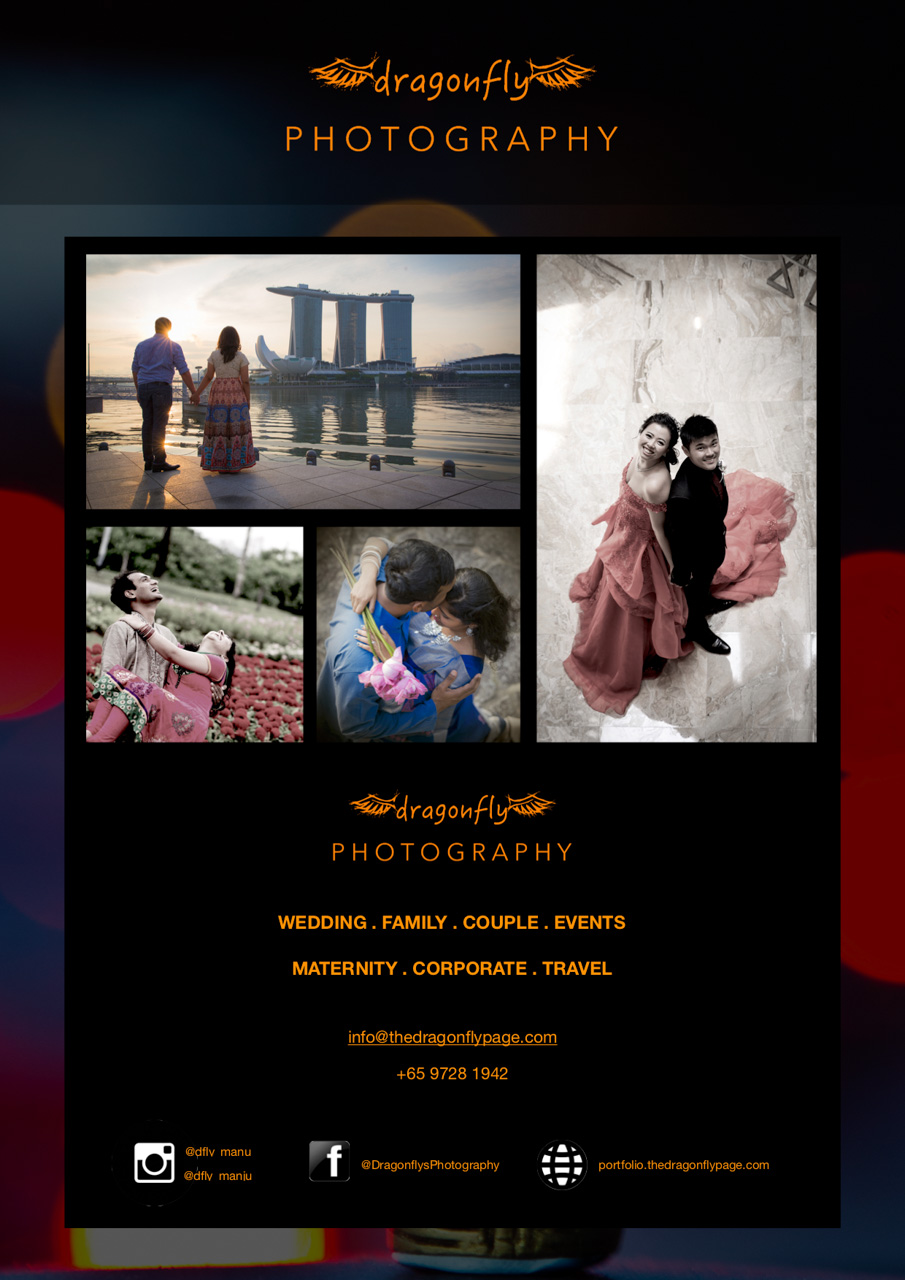 dragonfly
PHOTOGRAPHY
dragonfly
PHOTOGRAPHY
WEDDING . FAMILY . COUPLE . EVENTS
MATERNITY . CORPORATE . TRAVEL
info@thedragonflypage.com
+65 9728 1942
@dfly_manu
@dfly_manju
@DragonflysPhotography
portfolio.thedragonflypage.com